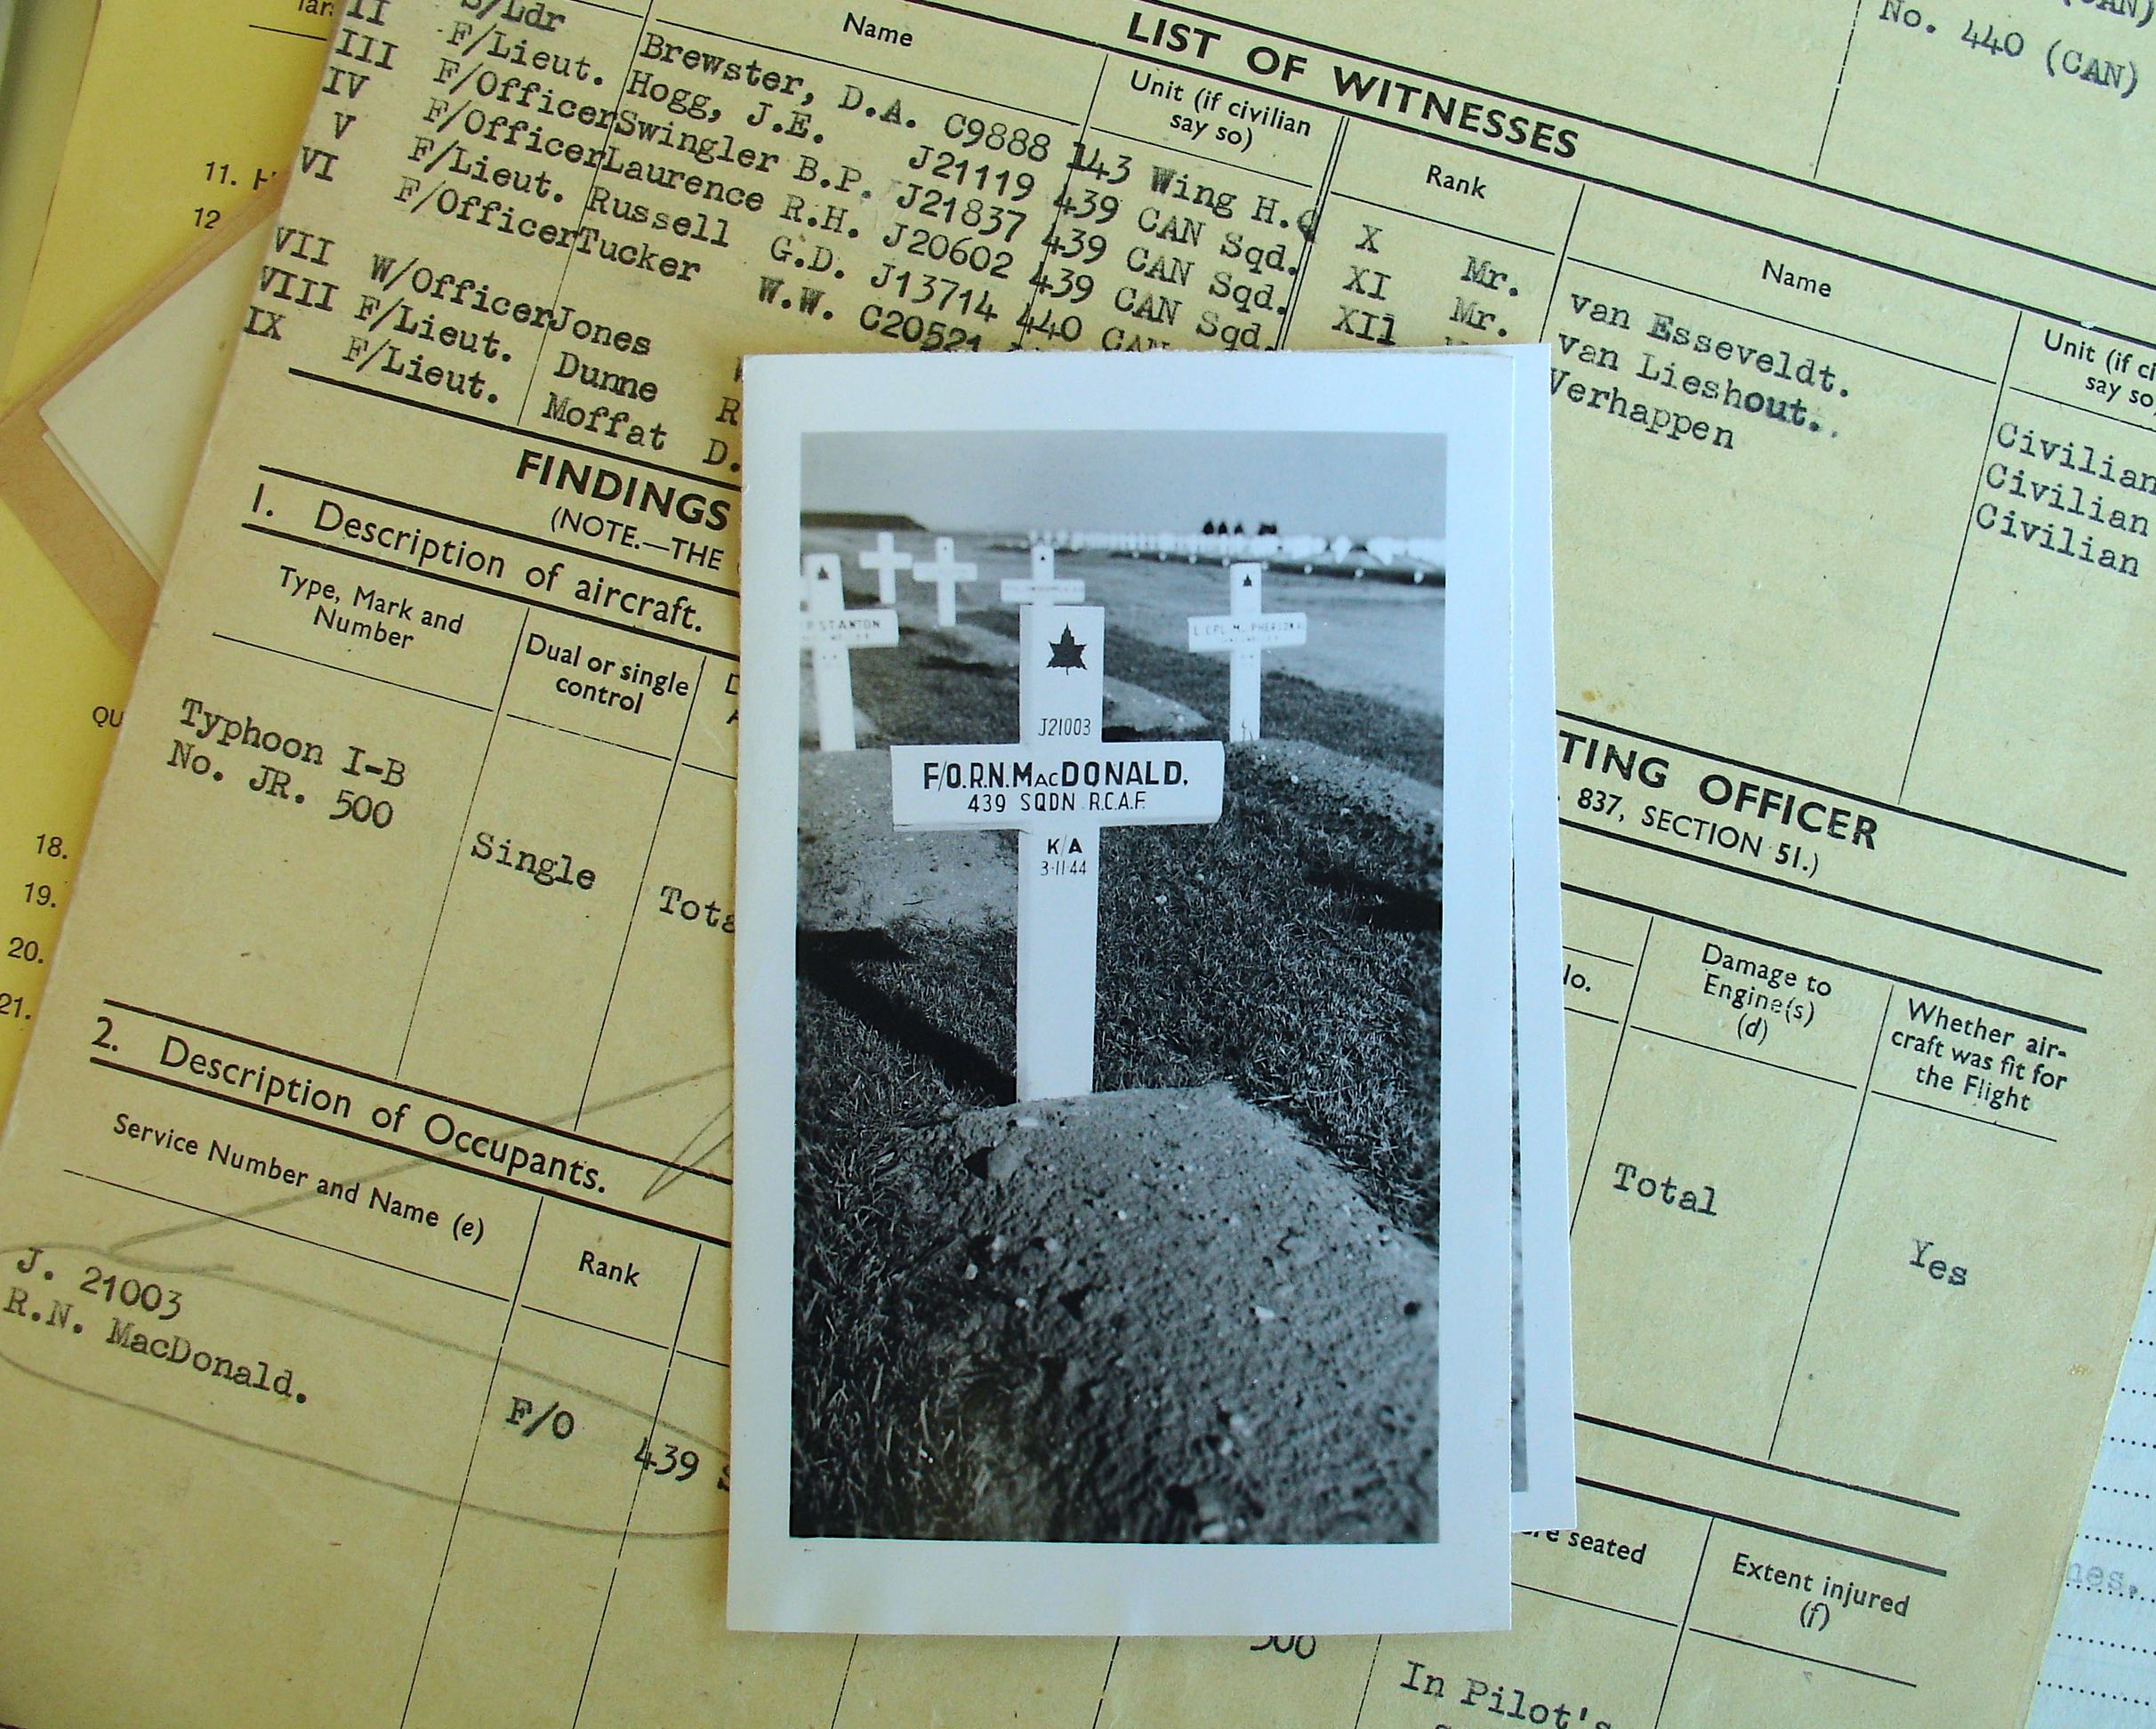 No. 440 (CAN)
LIST OF WITNESSES
Name
Unit (if civilian
say so)
Rank
Name
Unit (if
say so
II S/Ldr Brewster, D.A. C9888 143 Wing H.Q
III F/Lieut. Hogg, J.E. J21119 439 CAN Sqd.
IV F/Officer Swingler B.P. J21837 439 CAN Sqd.
V F/Officer Laurence R.H. J20602 439 CAN Sqd.
VI F/Lieut. Russell G.D. J13714 440 CAN
F/Officer Tucker W.W. C20521
VII W/Officer Jones
VIII F/Lieut. Dunne R
IX F/Lieut. Moffat D.
X Mr. van Esseveldt. Civilian
XI Mr. van Lieshout. Civilian
XIl Verhappen Civilian
FINDINGS
(NOTE.—THE
TING OFFICER
837, SECTION 51.)
1. Description of aircraft.
Type, Mark and
Number
Dual or single
control
Damage to
Engine(s)
(d)
Whether air-
craft was fit for
the Flight
Typhoon I-B
No. JR. 500
Single
Total
Yes
2. Description of Occupants.
Service Number and Name (e)
Rank
seated
Extent injured
(f)
J. 21003
R.N. MacDonald.
F/O
439
500
In Pilot's
11.
12
18.
19.
20.
21.
STANTON
L CPL McPHERSON
J21003
F/O.R.N.MacDONALD,
439 SQDN R.C.A.F.
K/A
3-11-44